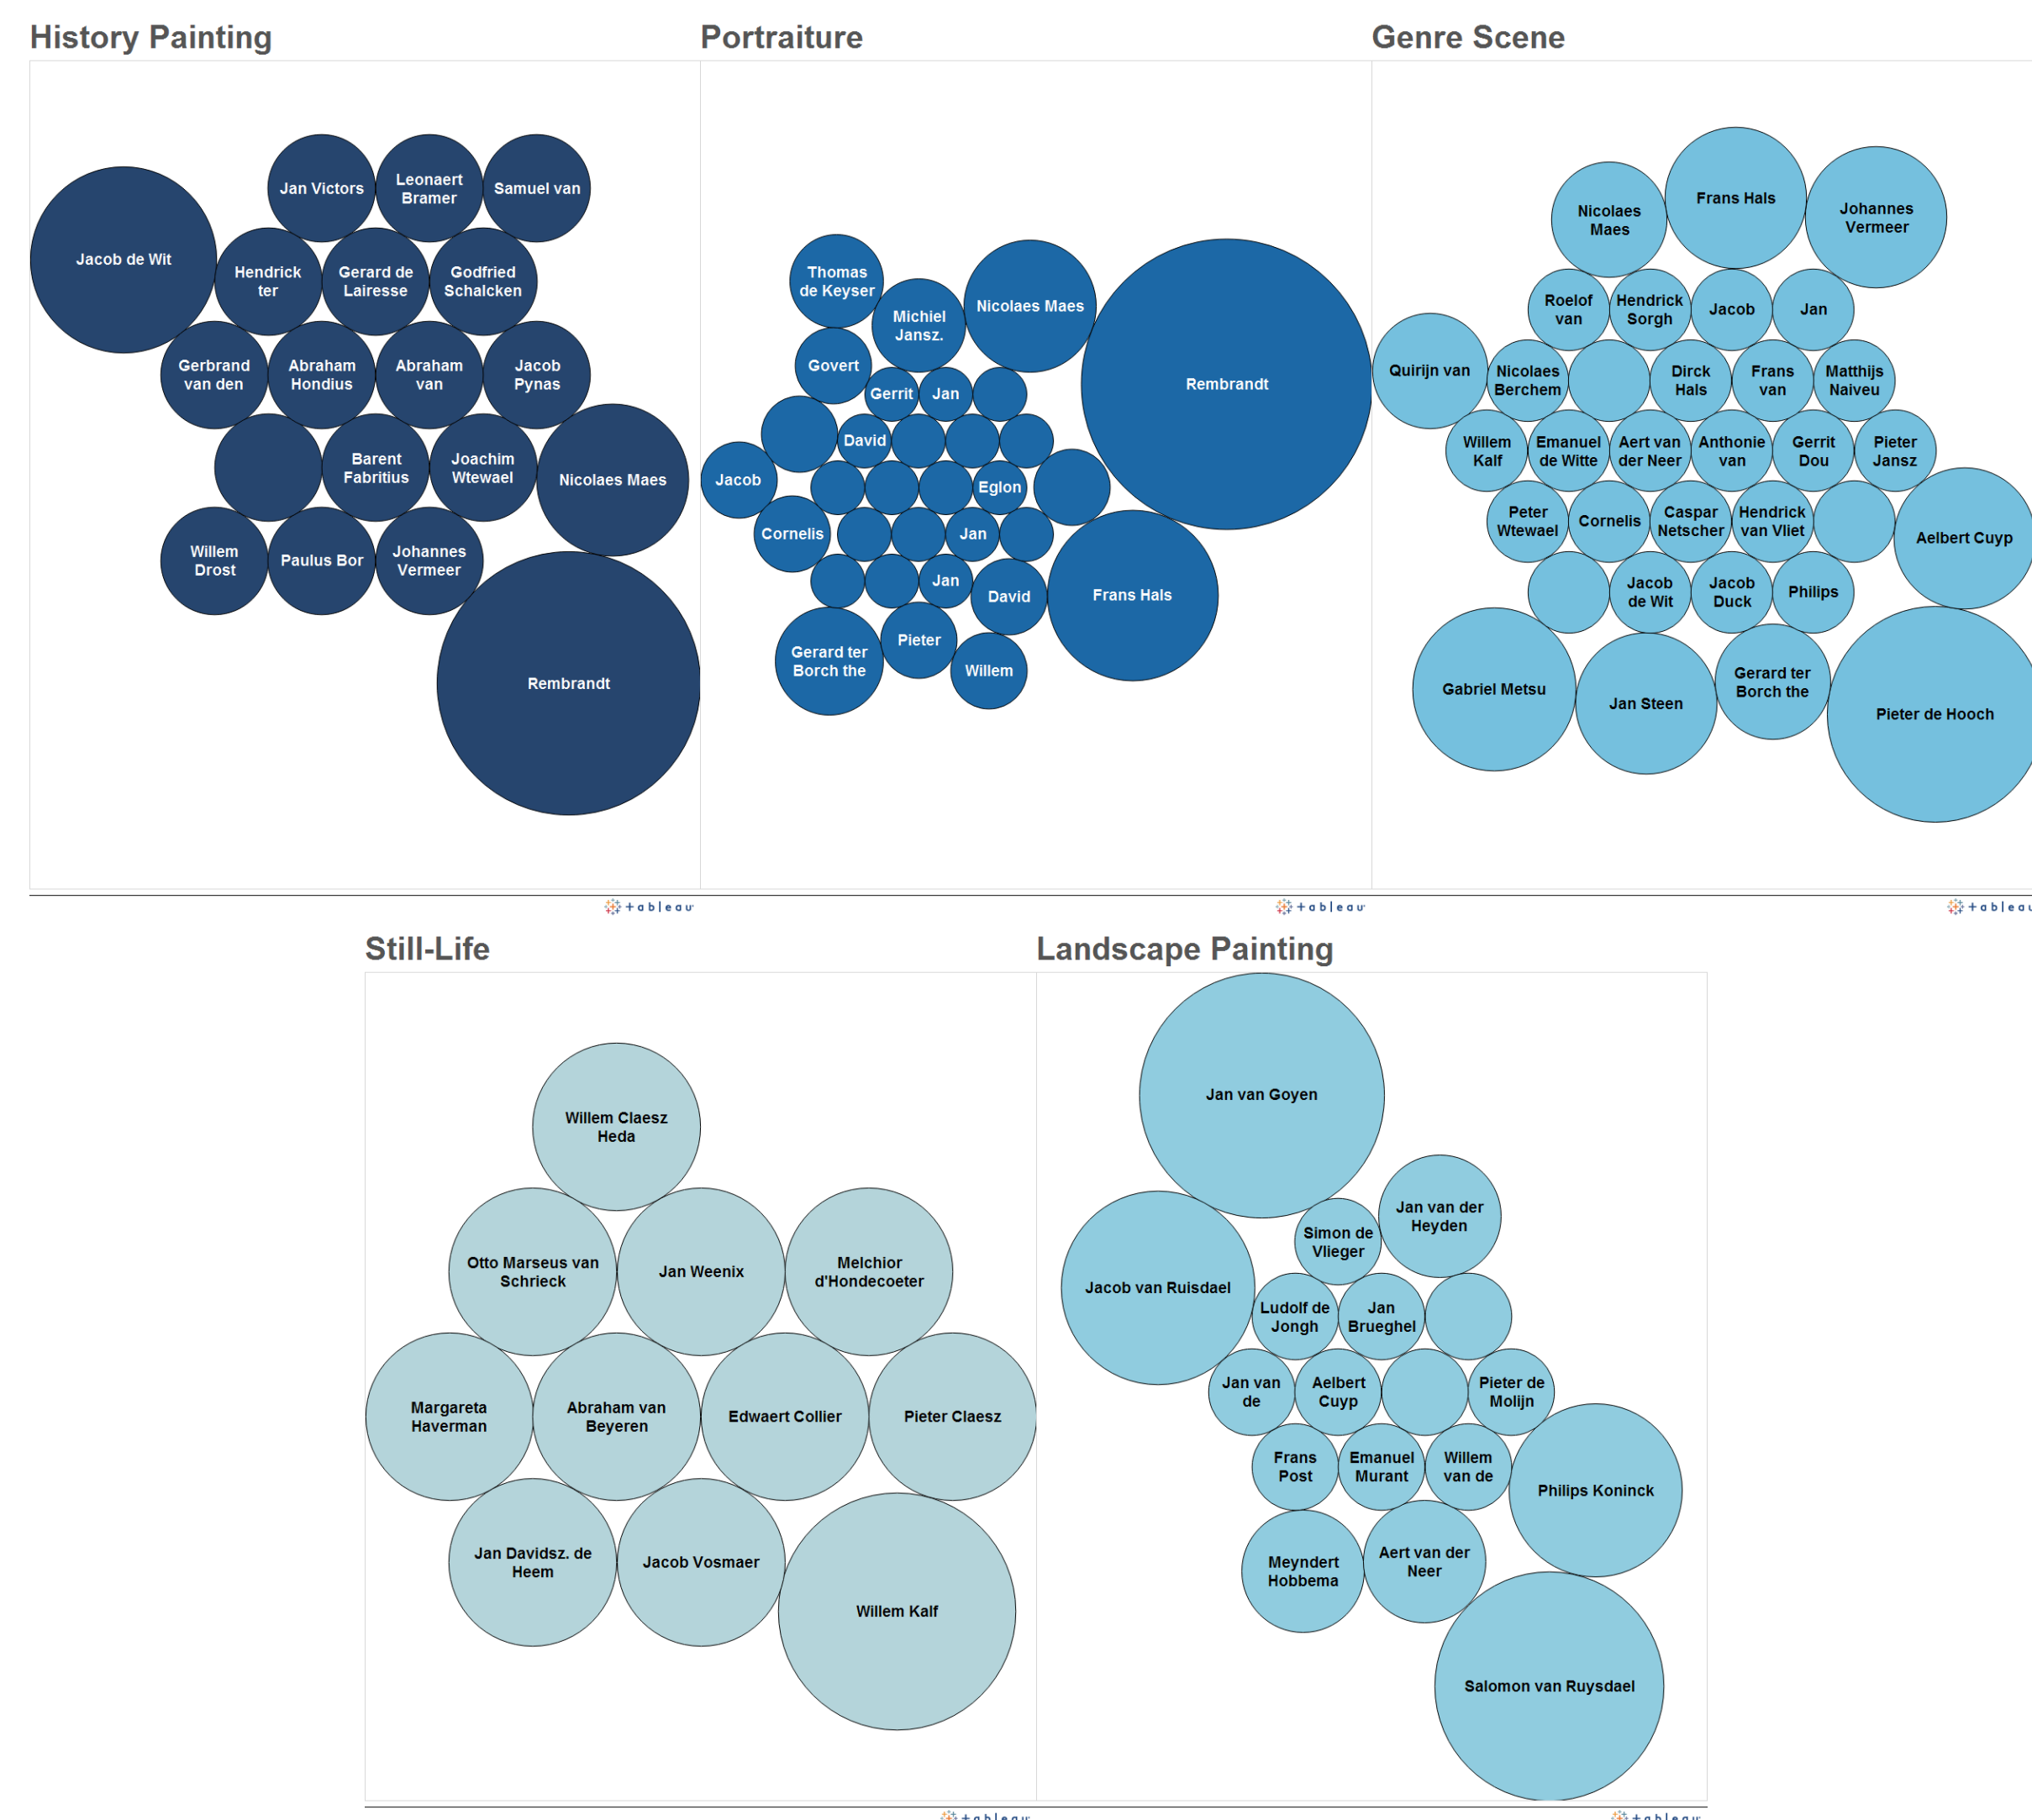 History Painting
Jan Victors
Leonaert
Bramer
Samuel van
Jacob de Wit
Hendrick
ter
Gerard de
Lairesse
Godfried
Schalcken
Gerbrand
van den
Abraham
Hondius
Abraham
van
Jacob
Pynas
Barent
Fabritius
Joachim
Wtewael
Nicolaes Maes
Willem
Drost
Paulus Bor
Johannes
Vermeer
Rembrandt
+ableau
Portraiture
Thomas
de Keyser
Michiel
Jansz.
Nicolaes Maes
Govert
Rembrandt
Gerrit
Jan
David
Jacob
Eglon
Cornelis
Jan
Jan
David
Frans Hals
Pieter
Gerard ter
Borch the
Willem
+ableau
Genre Scene
Frans Hals
Nicolaes
Maes
Johannes
Vermeer
Roelof
van
Hendrick
Sorgh
Jacob
Jan
Quirijn van
Nicolaes
Berchem
Dirck
Hals
Frans
van
Matthijs
Naiveu
Willem
Kalf
Emanuel
de Witte
Aert van
der Neer
Anthonie
van
Gerrit
Dou
Pieter
Jansz
Peter
Wtewael
Cornelis
Caspar
Netscher
Hendrick
van Vliet
Aelbert Cuyp
Jacob
de Wit
Jacob
Duck
Philips
Gabriel Metsu
Jan Steen
Gerard ter
Borch the
Pieter de Hooch
+ableau
Still-Life
Willem Claesz
Heda
Otto Marseus van
Schrieck
Jan Weenix
Melchior
d'Hondecoeter
Margareta
Haverman
Abraham van
Beyeren
Edwaert Collier
Pieter Claesz
Jan Davidsz. de
Heem
Jacob Vosmaer
Willem Kalf
+ableau
Landscape Painting
Jan van Goyen
Jan van der
Heyden
Simon de
Vlieger
Jacob van Ruisdael
Ludolf de
Jongh
Jan
Brueghel
Jan van
de
Aelbert
Cuyp
Pieter de
Molijn
Frans
Post
Emanuel
Murant
Willem
van de
Philips Koninck
Meyndert
Hobbema
Aert van der
Neer
Salomon van Ruysdael
+ableau